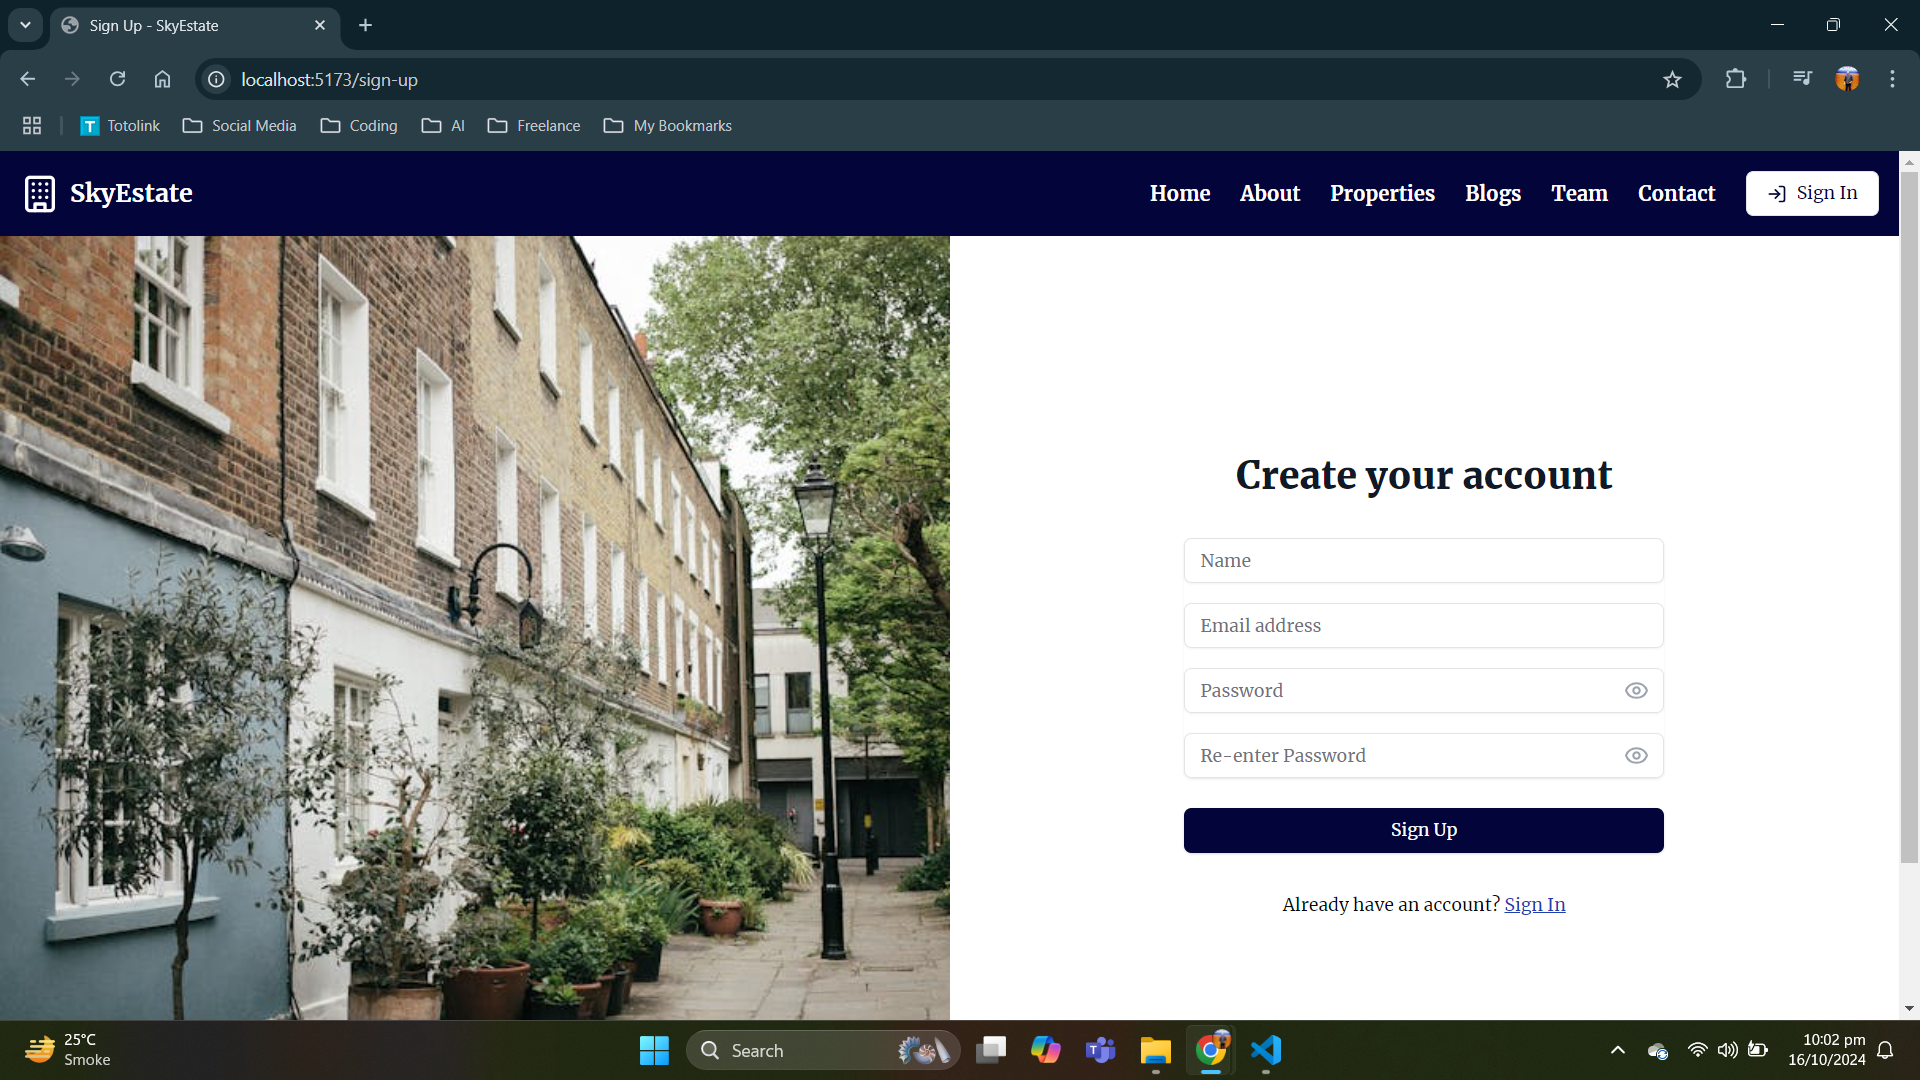 Sign Up - SkyEstate
localhost:5173/sign-up
T Totolink Social Media Coding AI Freelance My Bookmarks
SkyEstate Home About Properties Blogs Team Contact Sign In
Create your account
Name
Email address
Password
Re-enter Password
Sign Up
Already have an account? Sign In
25°C
Smoke
Search
10:02 pm
16/10/2024